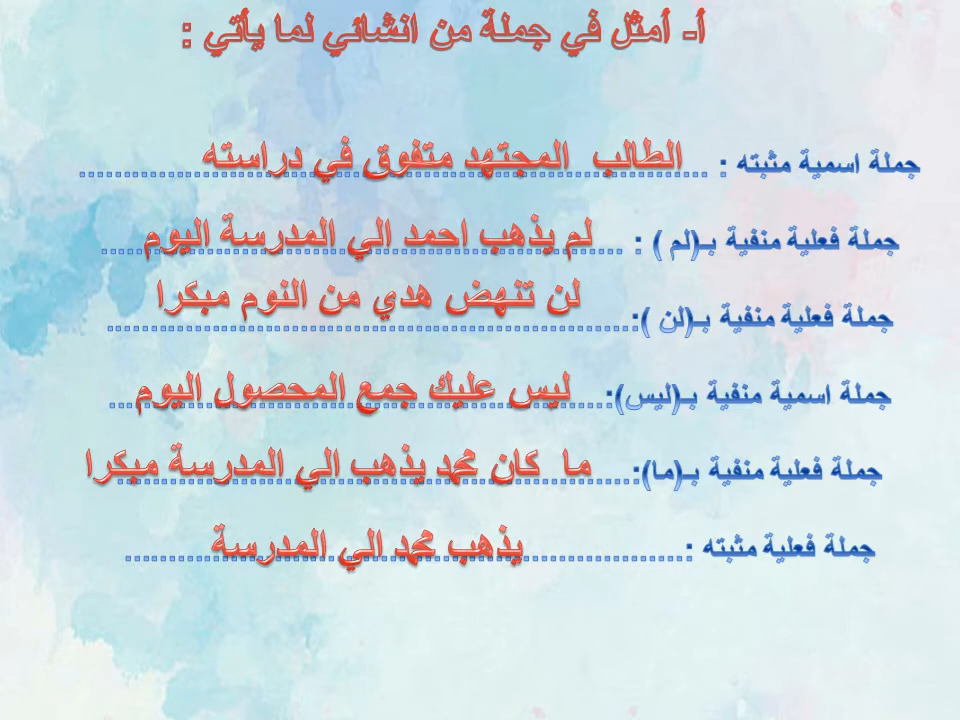 أ- أمثل في جملة من انشائي لما يأتي :
جملة اسمية مثبته : الطالب المجتهد متفوق في دراسته
جملة فعلية منفية بـ(لم ) : لم يذهب احمد الي المدرسة اليوم
جملة فعلية منفية بـ(لن ): لن تنهض هدي من النوم مبكرا
جملة اسمية منفية بـ(ليس): ليس عليك جمع المحصول اليوم
جملة فعلية منفية بـ(ما): ما كان محمد يذهب الي المدرسة مبكرا
جملة فعلية مثبته : يذهب محمد الي المدرسة